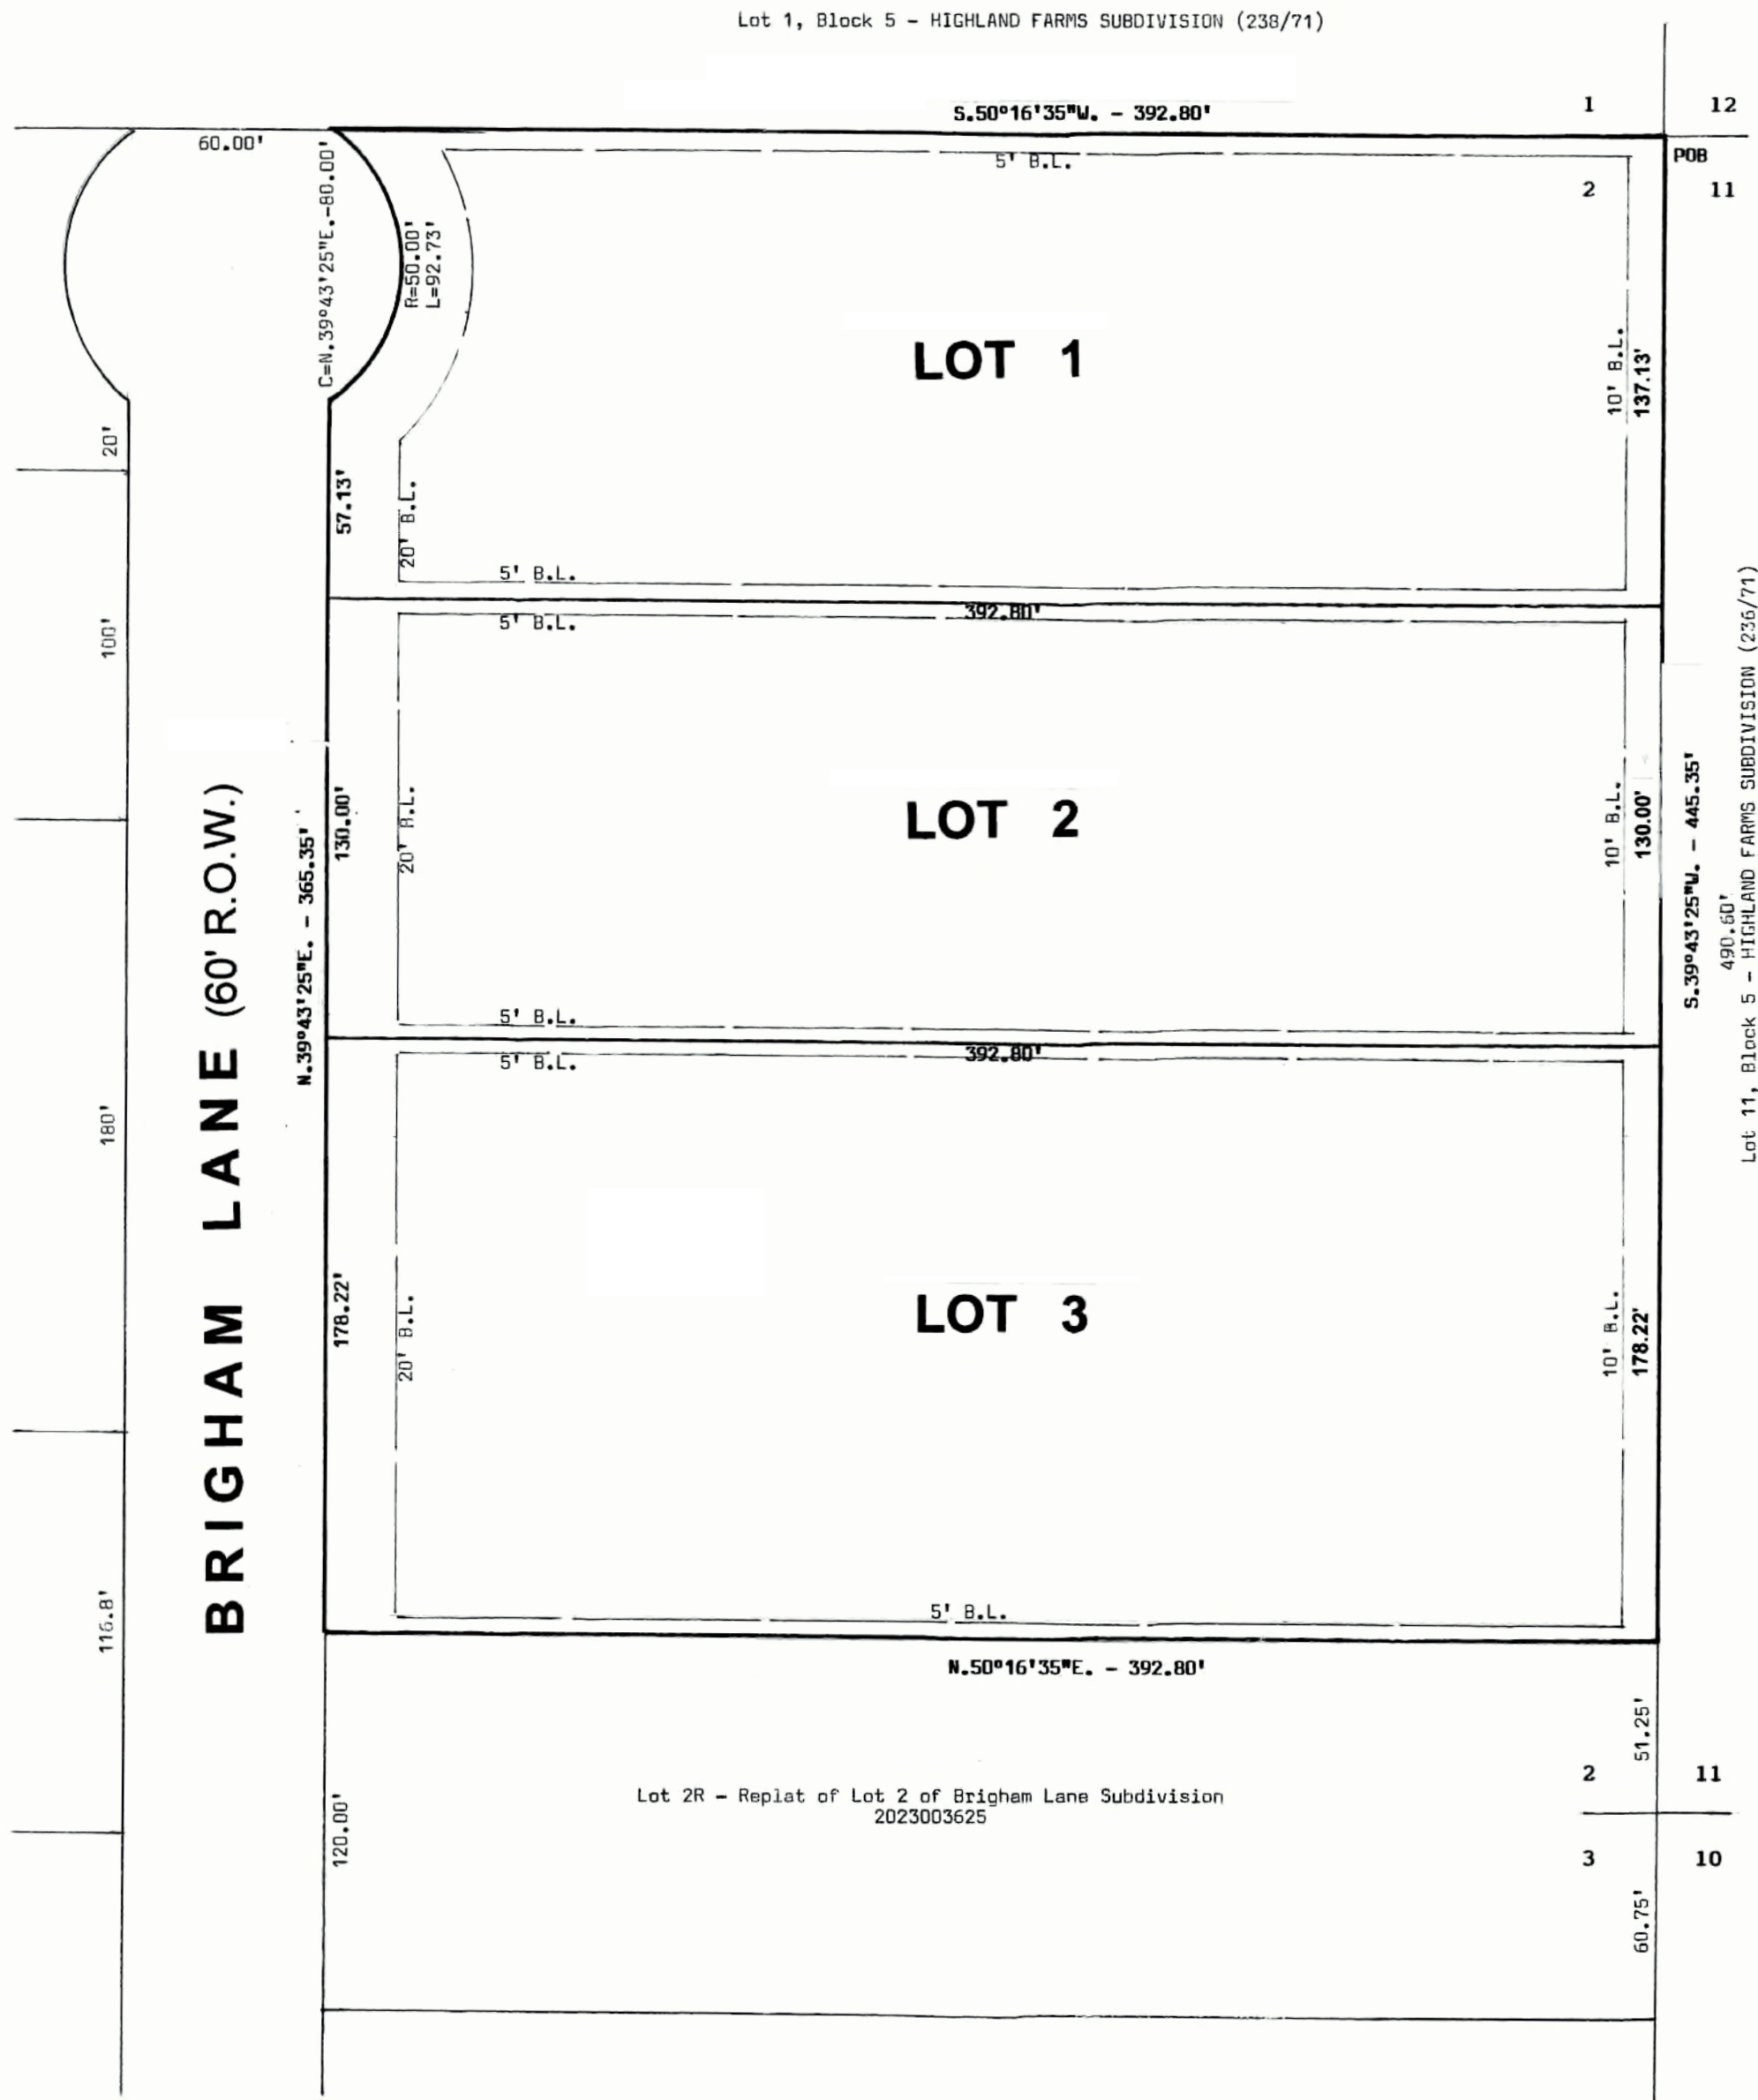 Lot 1, Block 5 - HIGHLAND FARMS SUBDIVISION (238/71)
S.50°16'35"W. - 392.80'
1
12
60.00'
5' B.L.
POB
2
11
C=N.39°43'25"E.-80.00'
R=50.00'
L=92.73'
LOT 1
10' B.L.
137.13'
20'
57.13'
20' B.L.
5' B.L.
392.80'
5' B.L.
100'
Lot 11, Block 5 - HIGHLAND FARMS SUBDIVISION (236/71)
490.60'
S.39°43'25"W. - 445.35'
BRIGHAM LANE (60' R.O.W.)
N.39°43'25"E. - 365.35'
130.00'
20' B.L.
LOT 2
10' B.L.
130.00'
5' B.L.
392.80'
5' B.L.
180'
178.22'
20' B.L.
LOT 3
10' B.L.
178.22'
116.8'
5' B.L.
N.50°16'35"E. - 392.80'
51.25'
2
11
Lot 2R - Replat of Lot 2 of Brigham Lane Subdivision
2023003625
120.00'
3
10
60.75'